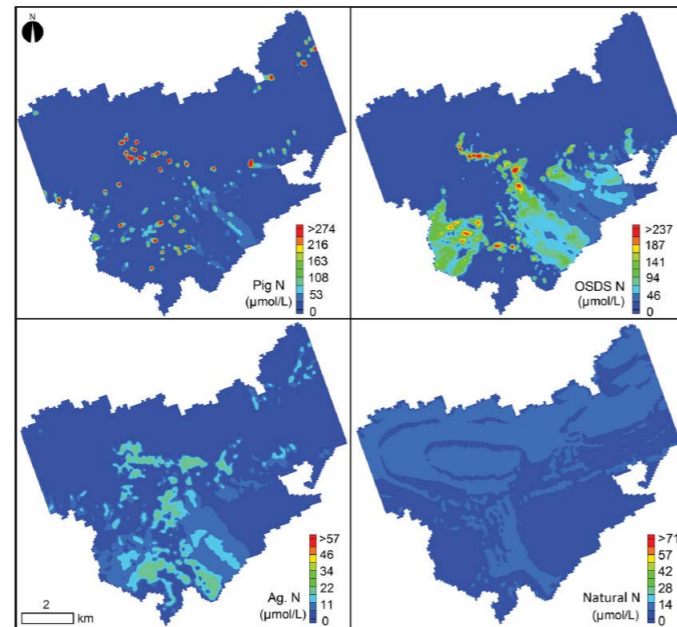 N
>274
216
163
108
53
0
Pig N
(µmol/L)
>237
187
141
94
46
0
OSDS N
(µmol/L)
>57
46
34
22
11
0
Ag. N
(µmol/L)
2
km
>71
57
42
28
14
0
Natural N
(µmol/L)